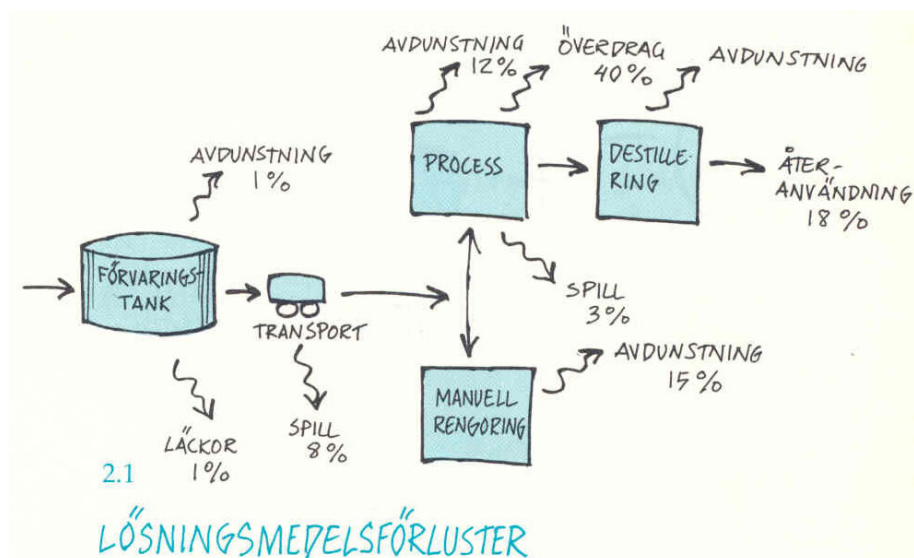 AVDUNSTNING
12%
ÖVERDRAG
40%
AVDUNSTNING
AVDUNSTNING
1%
PROCESS
DESTILLE-
RING
ÅTER-
ANVÄNDNING
18%
FÖRVARINGS-
TANK
TRANSPORT
SPILL
3%
AVDUNSTNING
15%
MANUELL
RENGORING
LÄCKOR
1%
SPILL
8%
2.1
LÖSNINGSMEDELSFÖRLUSTER